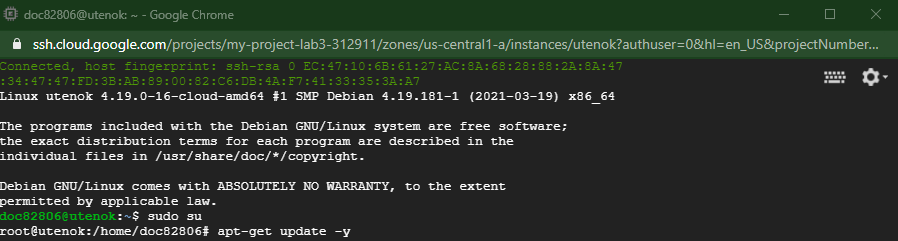 doc82806@utenok: ~ - Google Chrome
ssh.cloud.google.com/projects/my-project-lab3-312911/zones/us-central1-a/instances/utenok?authuser=0&hl=en_US&projectNumber...
Connected, host fingerprint: ssh-rsa 0 EC:47:10:6B:61:27:AC:8A:68:28:88:2A:8A:47
:34:47:47:FD:3B:AB:89:00:82:C6:DB:4A:F7:41:33:35:3A:A7
Linux utenok 4.19.0-16-cloud-amd64 #1 SMP Debian 4.19.181-1 (2021-03-19) x86_64
The programs included with the Debian GNU/Linux system are free software;
the exact distribution terms for each program are described in the
individual files in /usr/share/doc/*/copyright.
Debian GNU/Linux comes with ABSOLUTELY NO WARRANTY, to the extent
permitted by applicable law.
doc82806@utenok:~$ sudo su
root@utenok:/home/doc82806# apt-get update -y